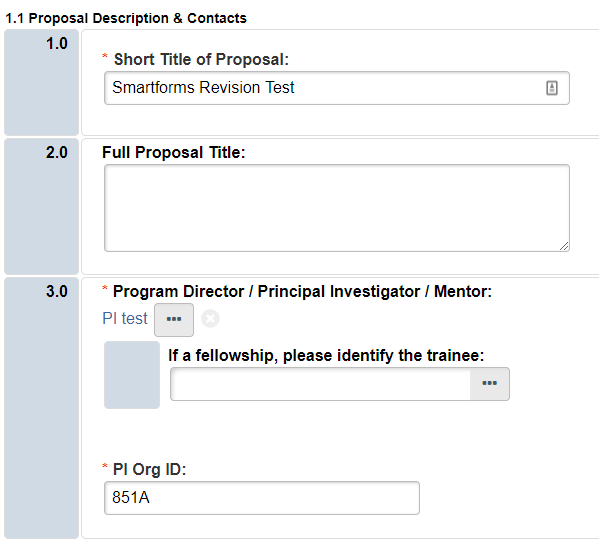 1.1 Proposal Description & Contacts
1.0
* Short Title of Proposal:
Smartforms Revision Test
2.0
Full Proposal Title:
3.0
* Program Director / Principal Investigator / Mentor:
PI test
If a fellowship, please identify the trainee:
* PI Org ID:
851A